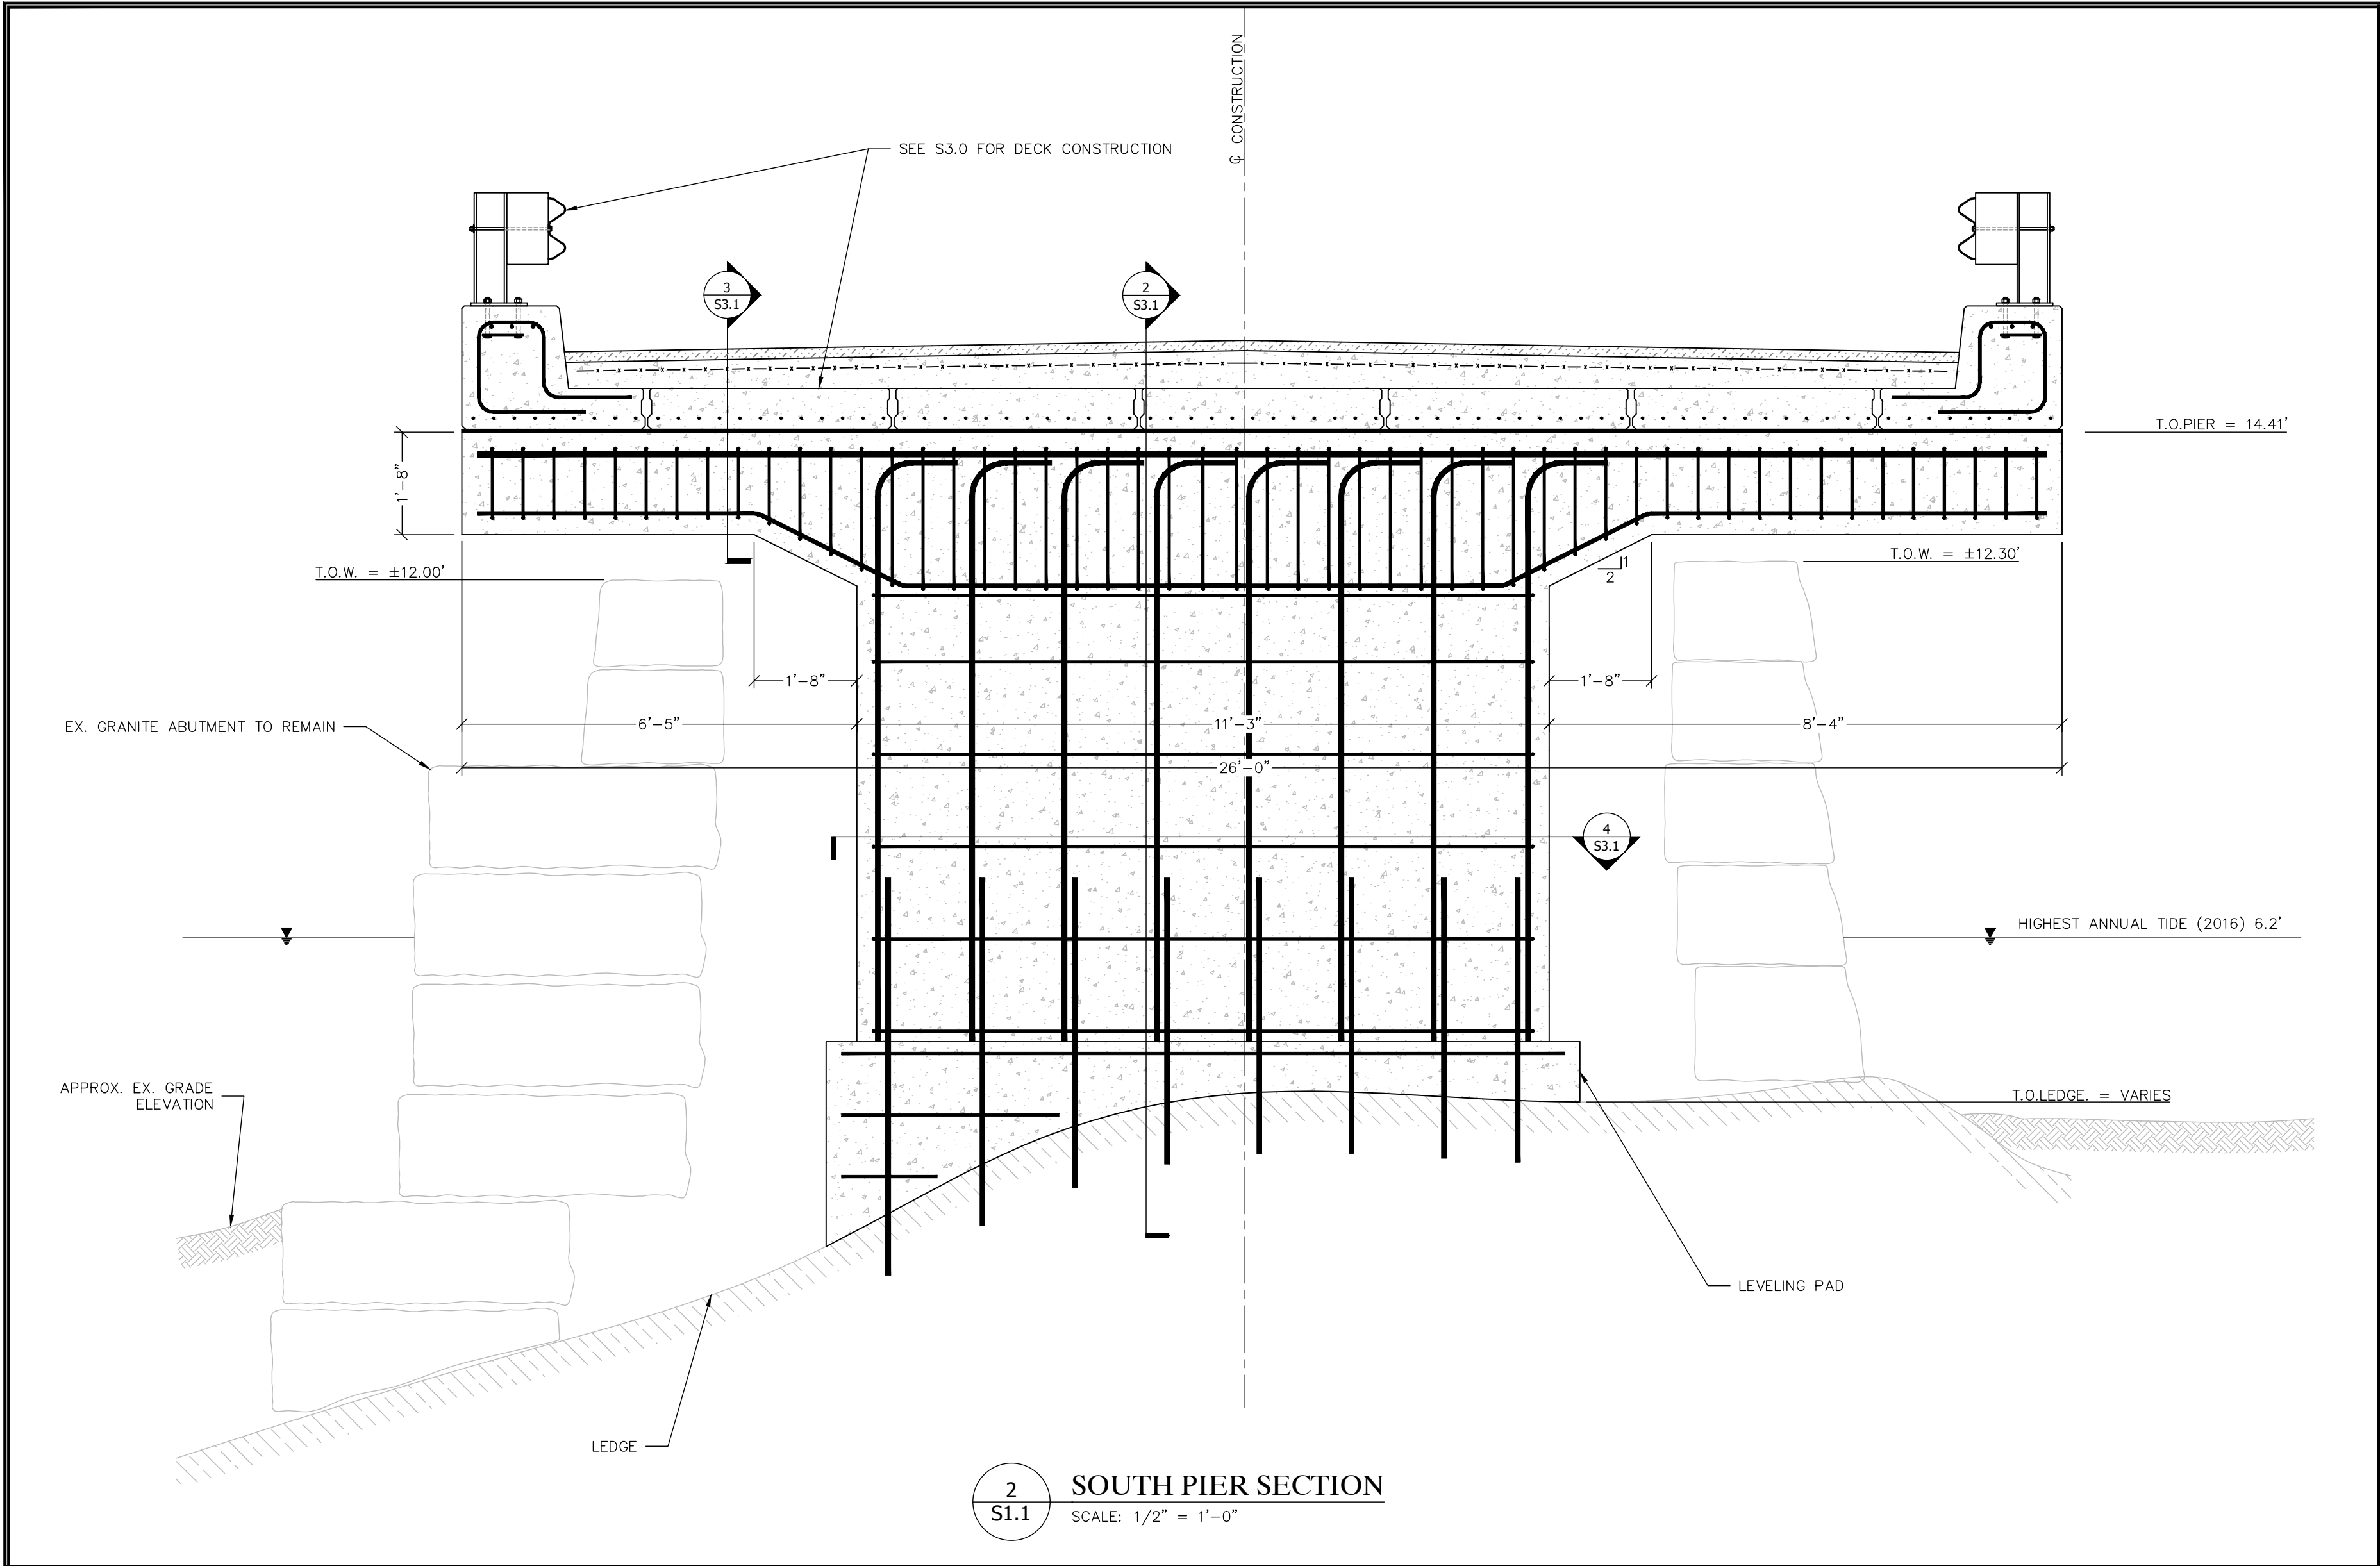 ℄ CONSTRUCTION
SEE S3.0 FOR DECK CONSTRUCTION
3
S3.1
2
S3.1
T.O.PIER = 14.41'
1'-8"
T.O.W. = ±12.00'
T.O.W. = ±12.30'
1
2
1'-8"
1'-8"
6'-5"
11'-3"
8'-4"
EX. GRANITE ABUTMENT TO REMAIN
26'-0"
4
S3.1
HIGHEST ANNUAL TIDE (2016) 6.2'
APPROX. EX. GRADE
ELEVATION
T.O.LEDGE. = VARIES
LEVELING PAD
LEDGE
2
S1.1
SOUTH PIER SECTION
SCALE: 1/2" = 1'-0"